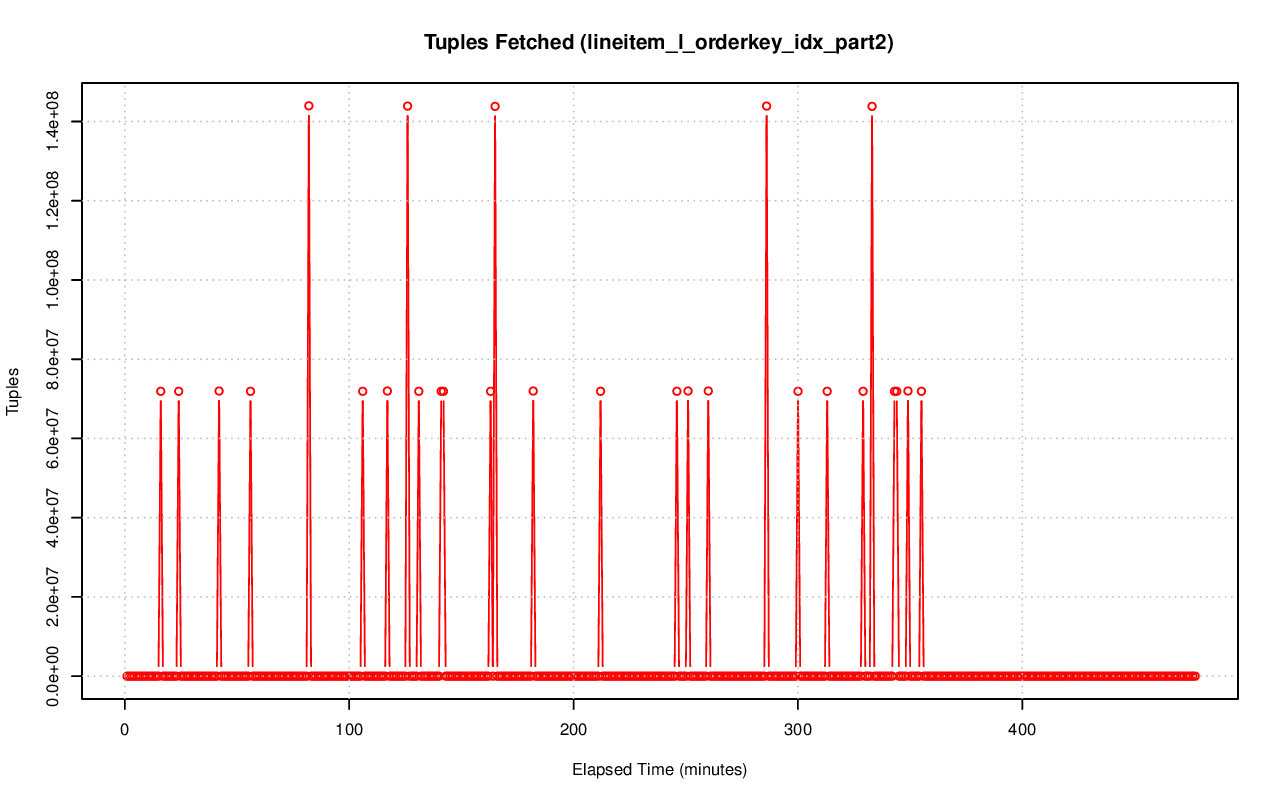 Tuples Fetched (lineitem_l_orderkey_idx_part2)
Tuples
1.4e+08
1.2e+08
1.0e+08
8.0e+07
6.0e+07
4.0e+07
2.0e+07
0.0e+00
0 100 200 300 400
Elapsed Time (minutes)